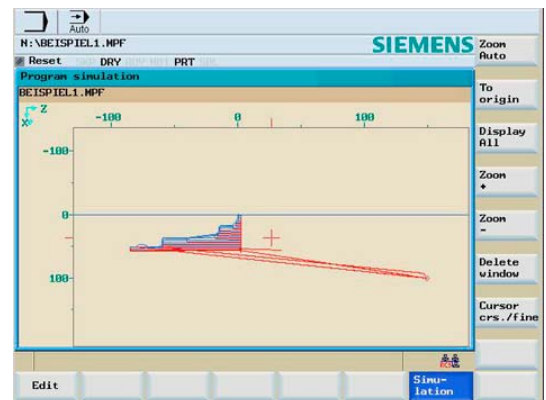 Auto
N:\BEISPIEL1.MPF
SIEMENS
Reset DRY PRT
Program simulation
BEISPIEL1.MPF
Z
X
-100 0 100
-100
0
100
Zoom
Auto
To
origin
Display
All
Zoom
+
Zoom
-
Delete
window
Cursor
crs./fine
Edit
Simu-
lation